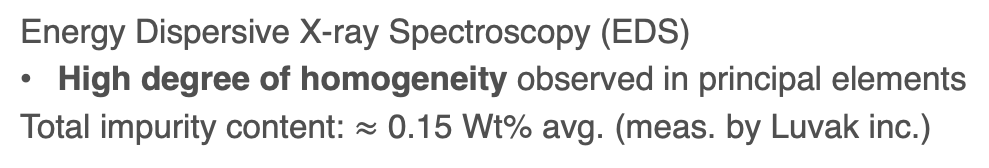 Energy Dispersive X-ray Spectroscopy (EDS)
• High degree of homogeneity observed in principal elements
Total impurity content: ≈ 0.15 Wt% avg. (meas. by Luvak inc.)